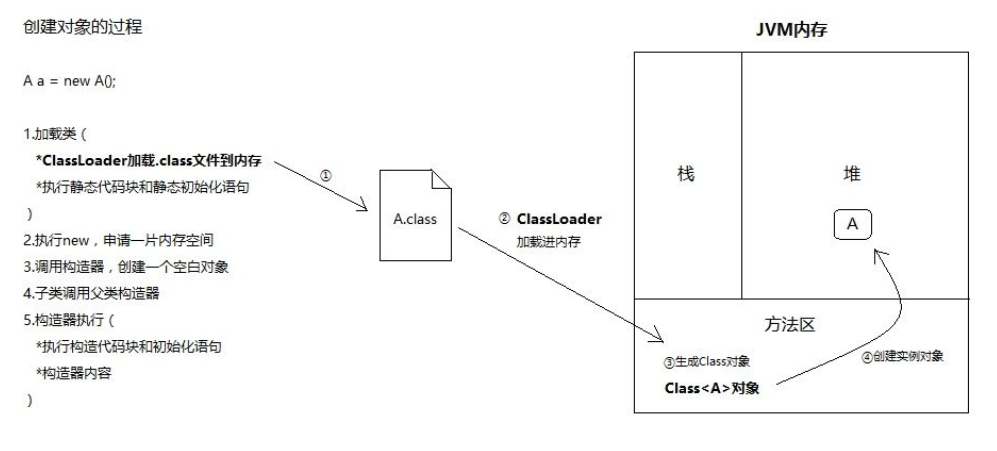 创建对象的过程
A a = new A();
1.加载类（
*ClassLoader加载.class文件到内存
*执行静态代码块和静态初始化语句
）
2.执行new，申请一片内存空间
3.调用构造器，创建一个空白对象
4.子类调用父类构造器
5.构造器执行（
*执行构造代码块和初始化语句
*构造器内容
）
①
A.class
② ClassLoader
加载进内存
JVM内存
栈
堆
A
方法区
③生成Class对象
Class<A>对象
④创建实例对象